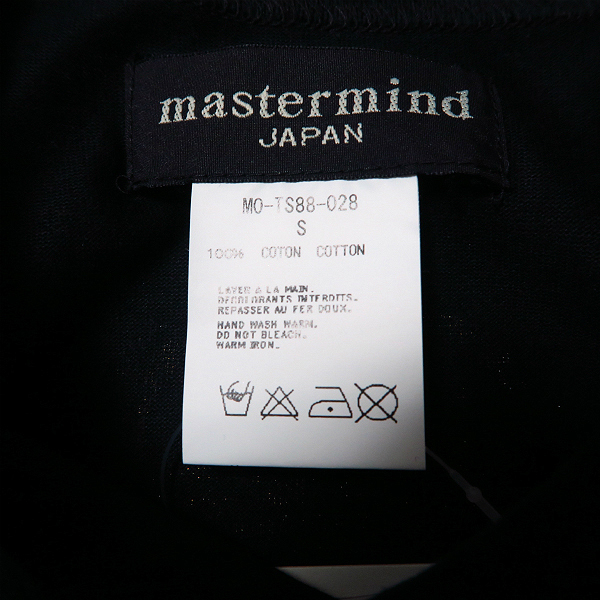 mastermind
JAPAN
MO-TS88-028
S
100% COTON COTTON
LAVER A LA MAIN.
DECOLORANTS INTERDITS.
REPASSER AU FER DOUX.
HAND WASH WARM.
DO NOT BLEACH.
WARM IRON.